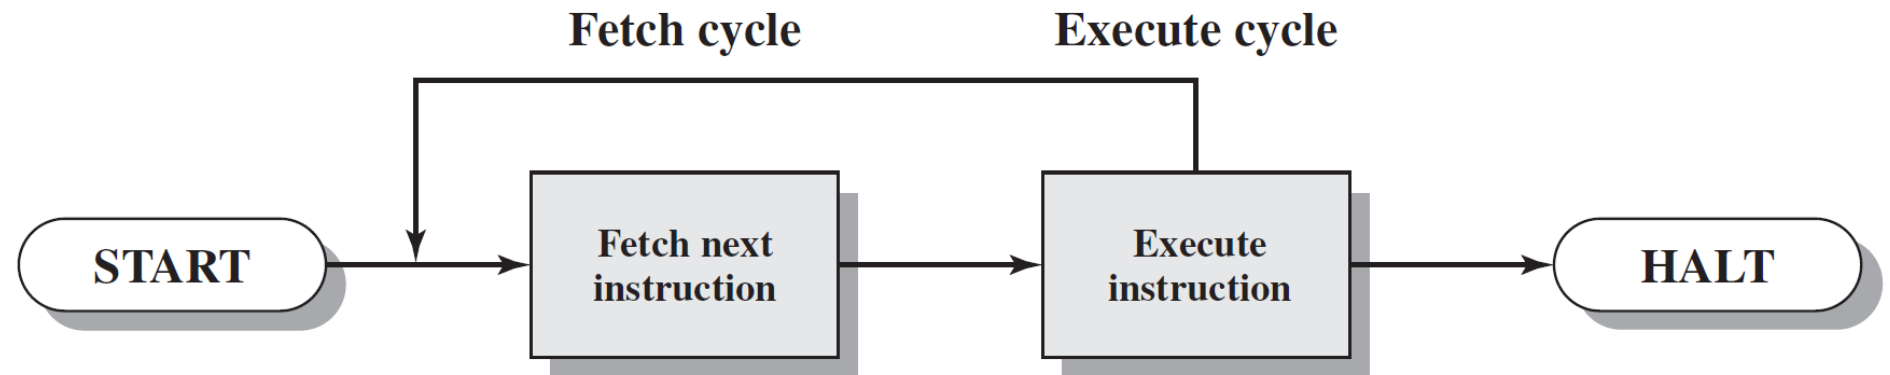 Fetch cycle
Execute cycle
START
Fetch next
instruction
Execute
instruction
HALT